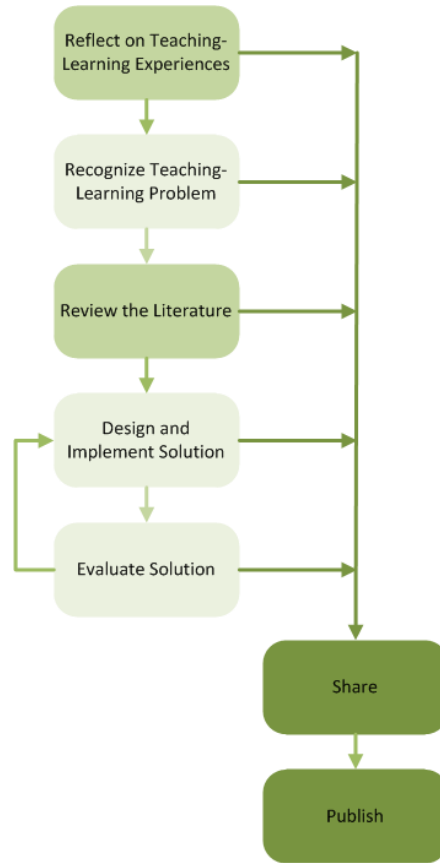 Reflect on Teaching-
Learning Experiences
Recognize Teaching-
Learning Problem
Review the Literature
Design and
Implement Solution
Evaluate Solution
Share
Publish